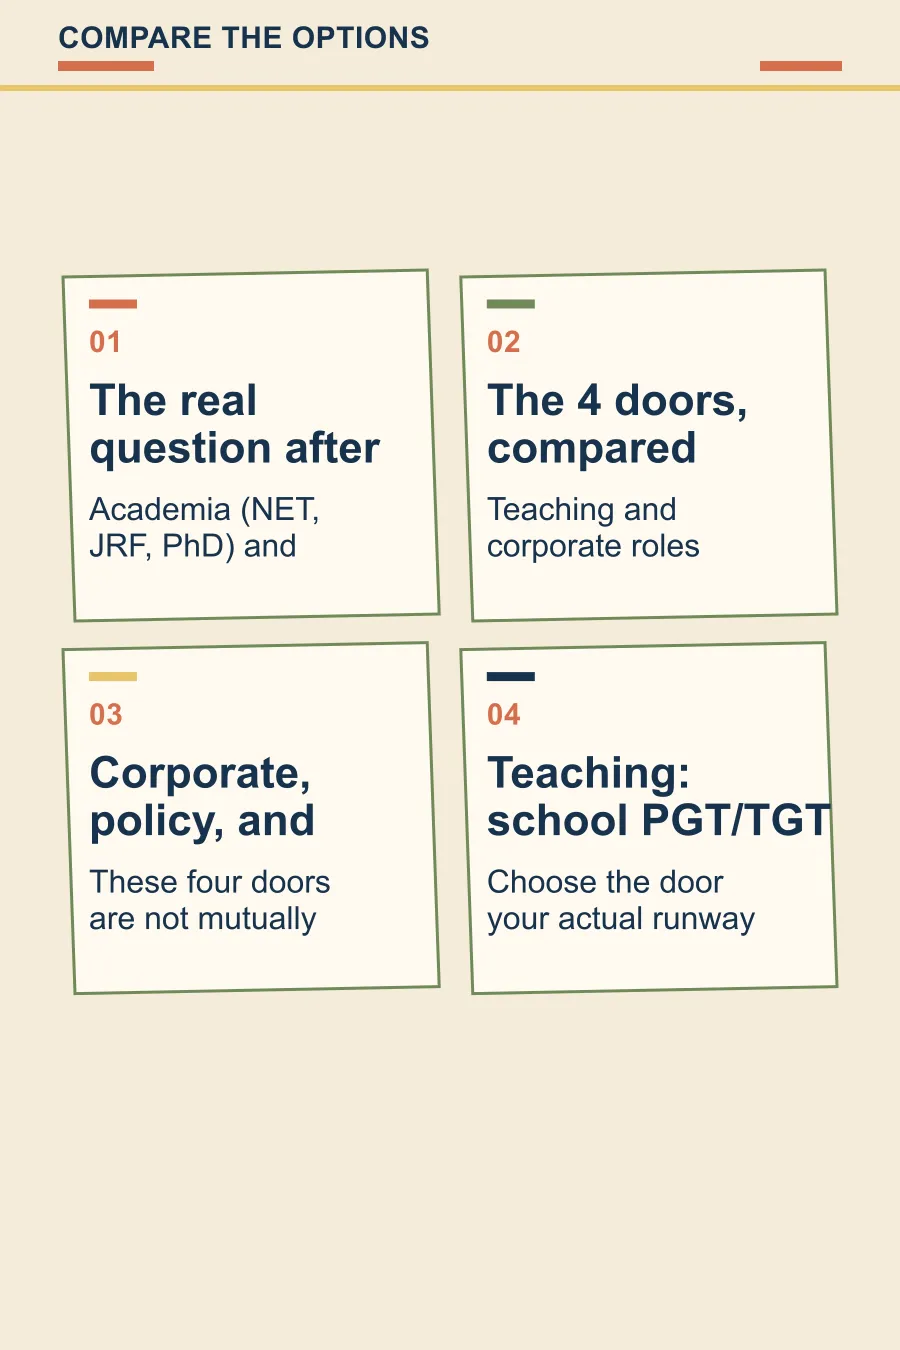 COMPARE THE OPTIONS
01
The real
question after
Academia (NET,
JRF, PhD) and
02
The 4 doors,
compared
Teaching and
corporate roles
03
Corporate,
policy, and
These four doors
are not mutually
04
Teaching:
school PGT/TGT
Choose the door
your actual runway